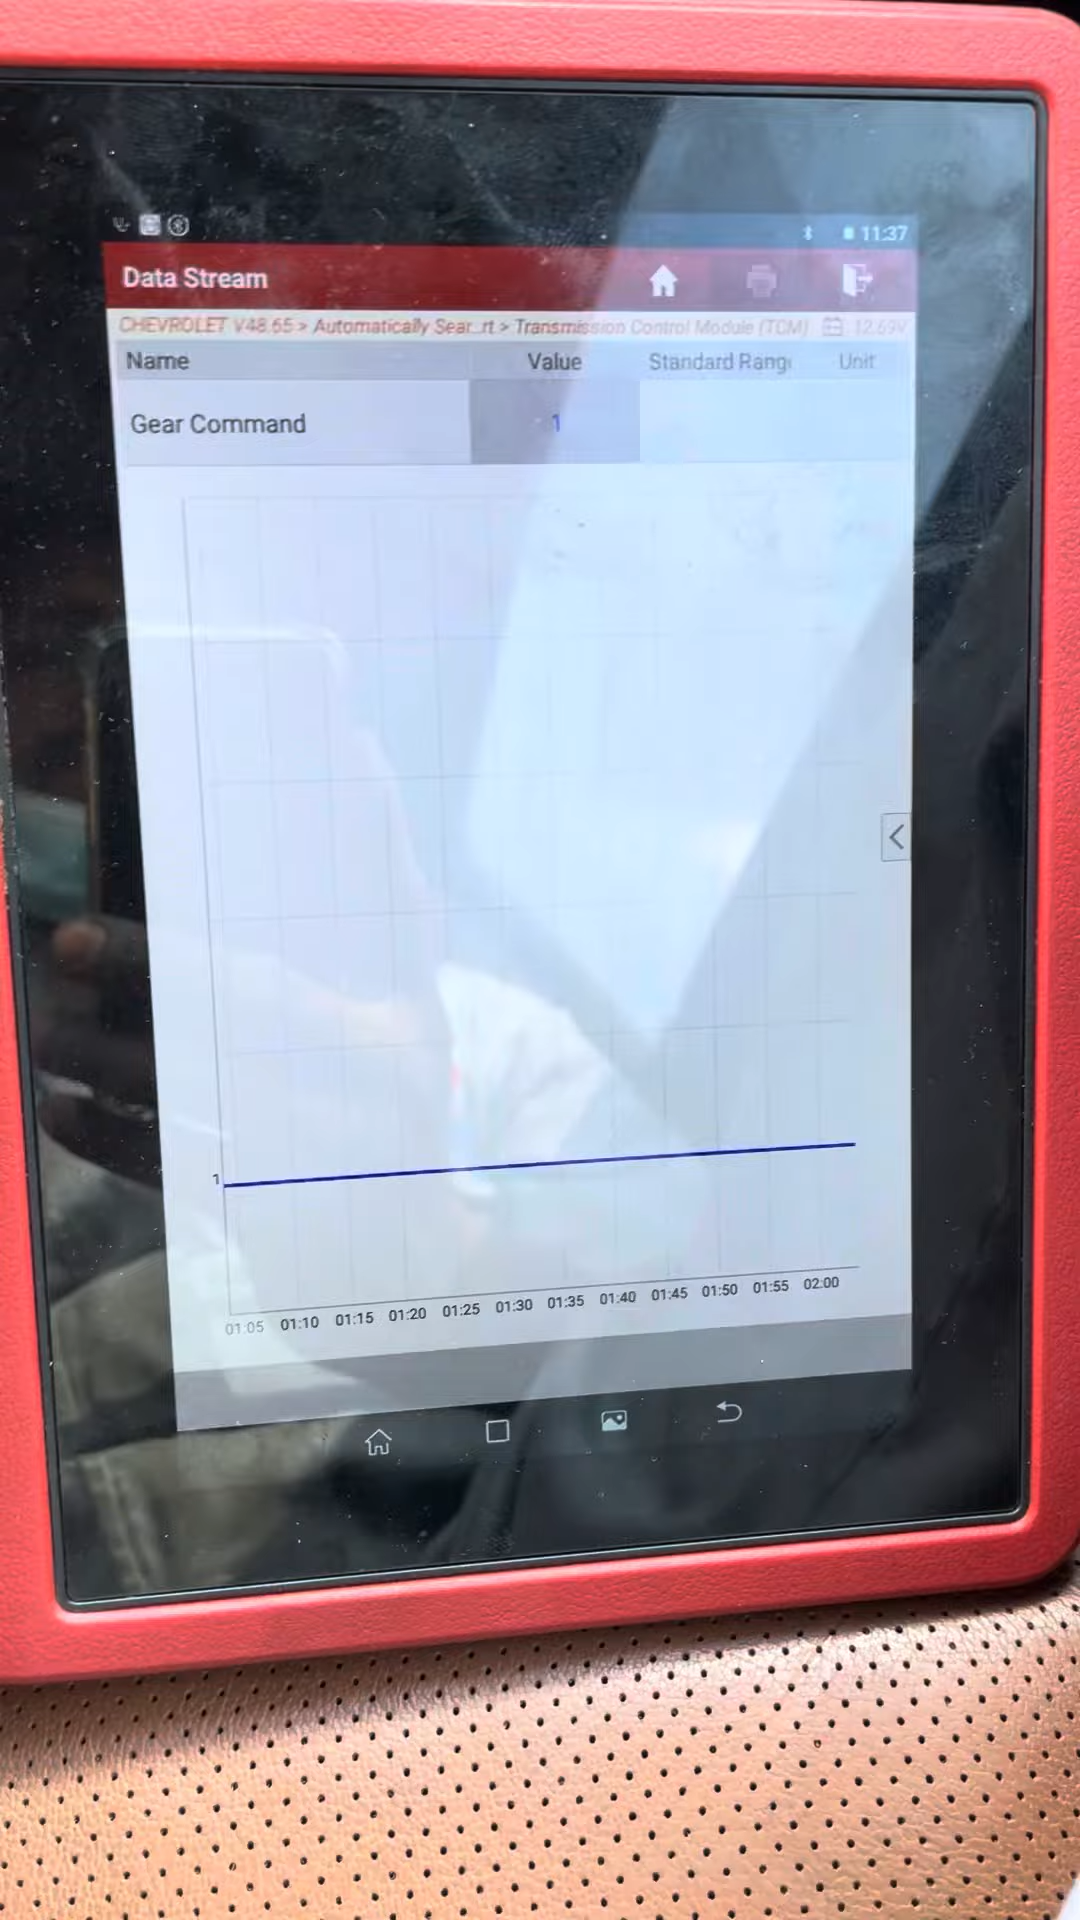 11:37
Data Stream
CHEVROLET V48.65 > Automatically Sear...rt > Transmission Control Module (TCM) 12.69V
Name Value Standard Rang Unit
Gear Command 1
1
01:05 01:10 01:15 01:20 01:25 01:30 01:35 01:40 01:45 01:50 01:55 02:00